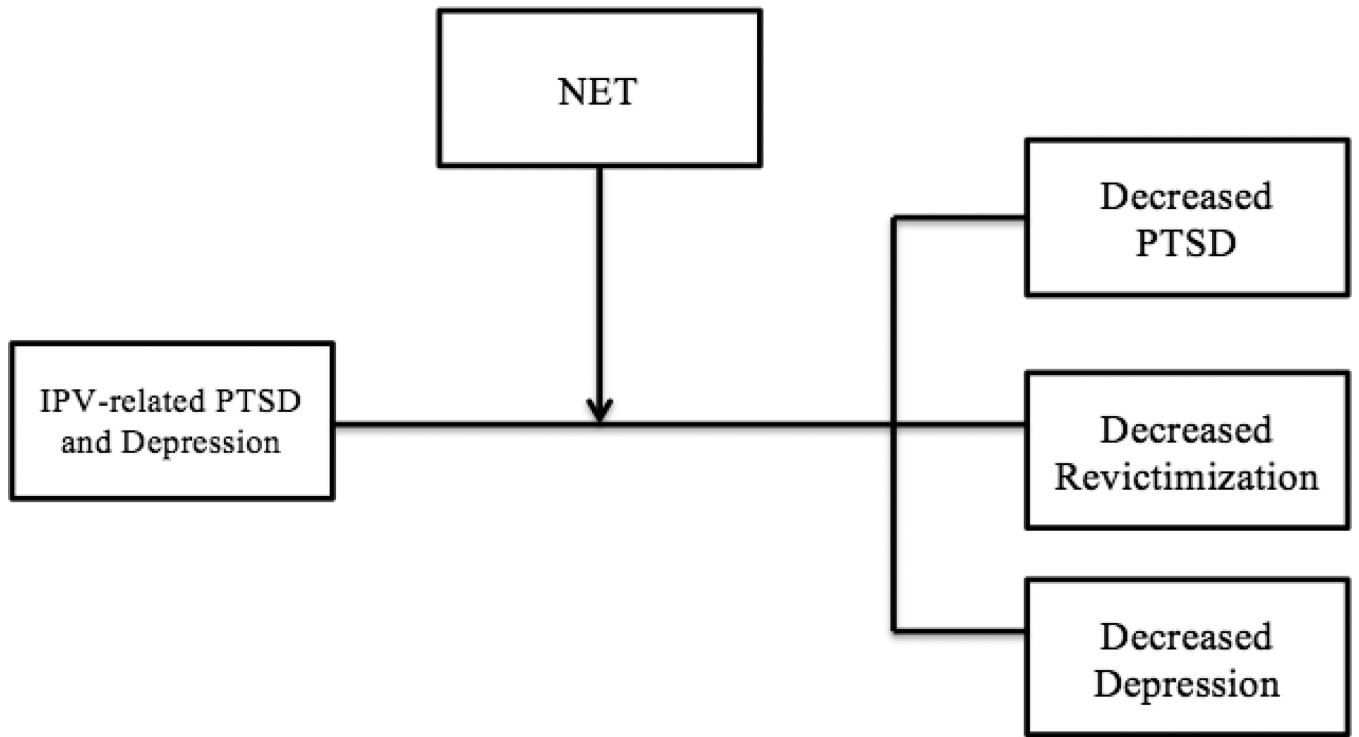 NET
Decreased
PTSD
IPV-related PTSD
and Depression
Decreased
Revictimization
Decreased
Depression